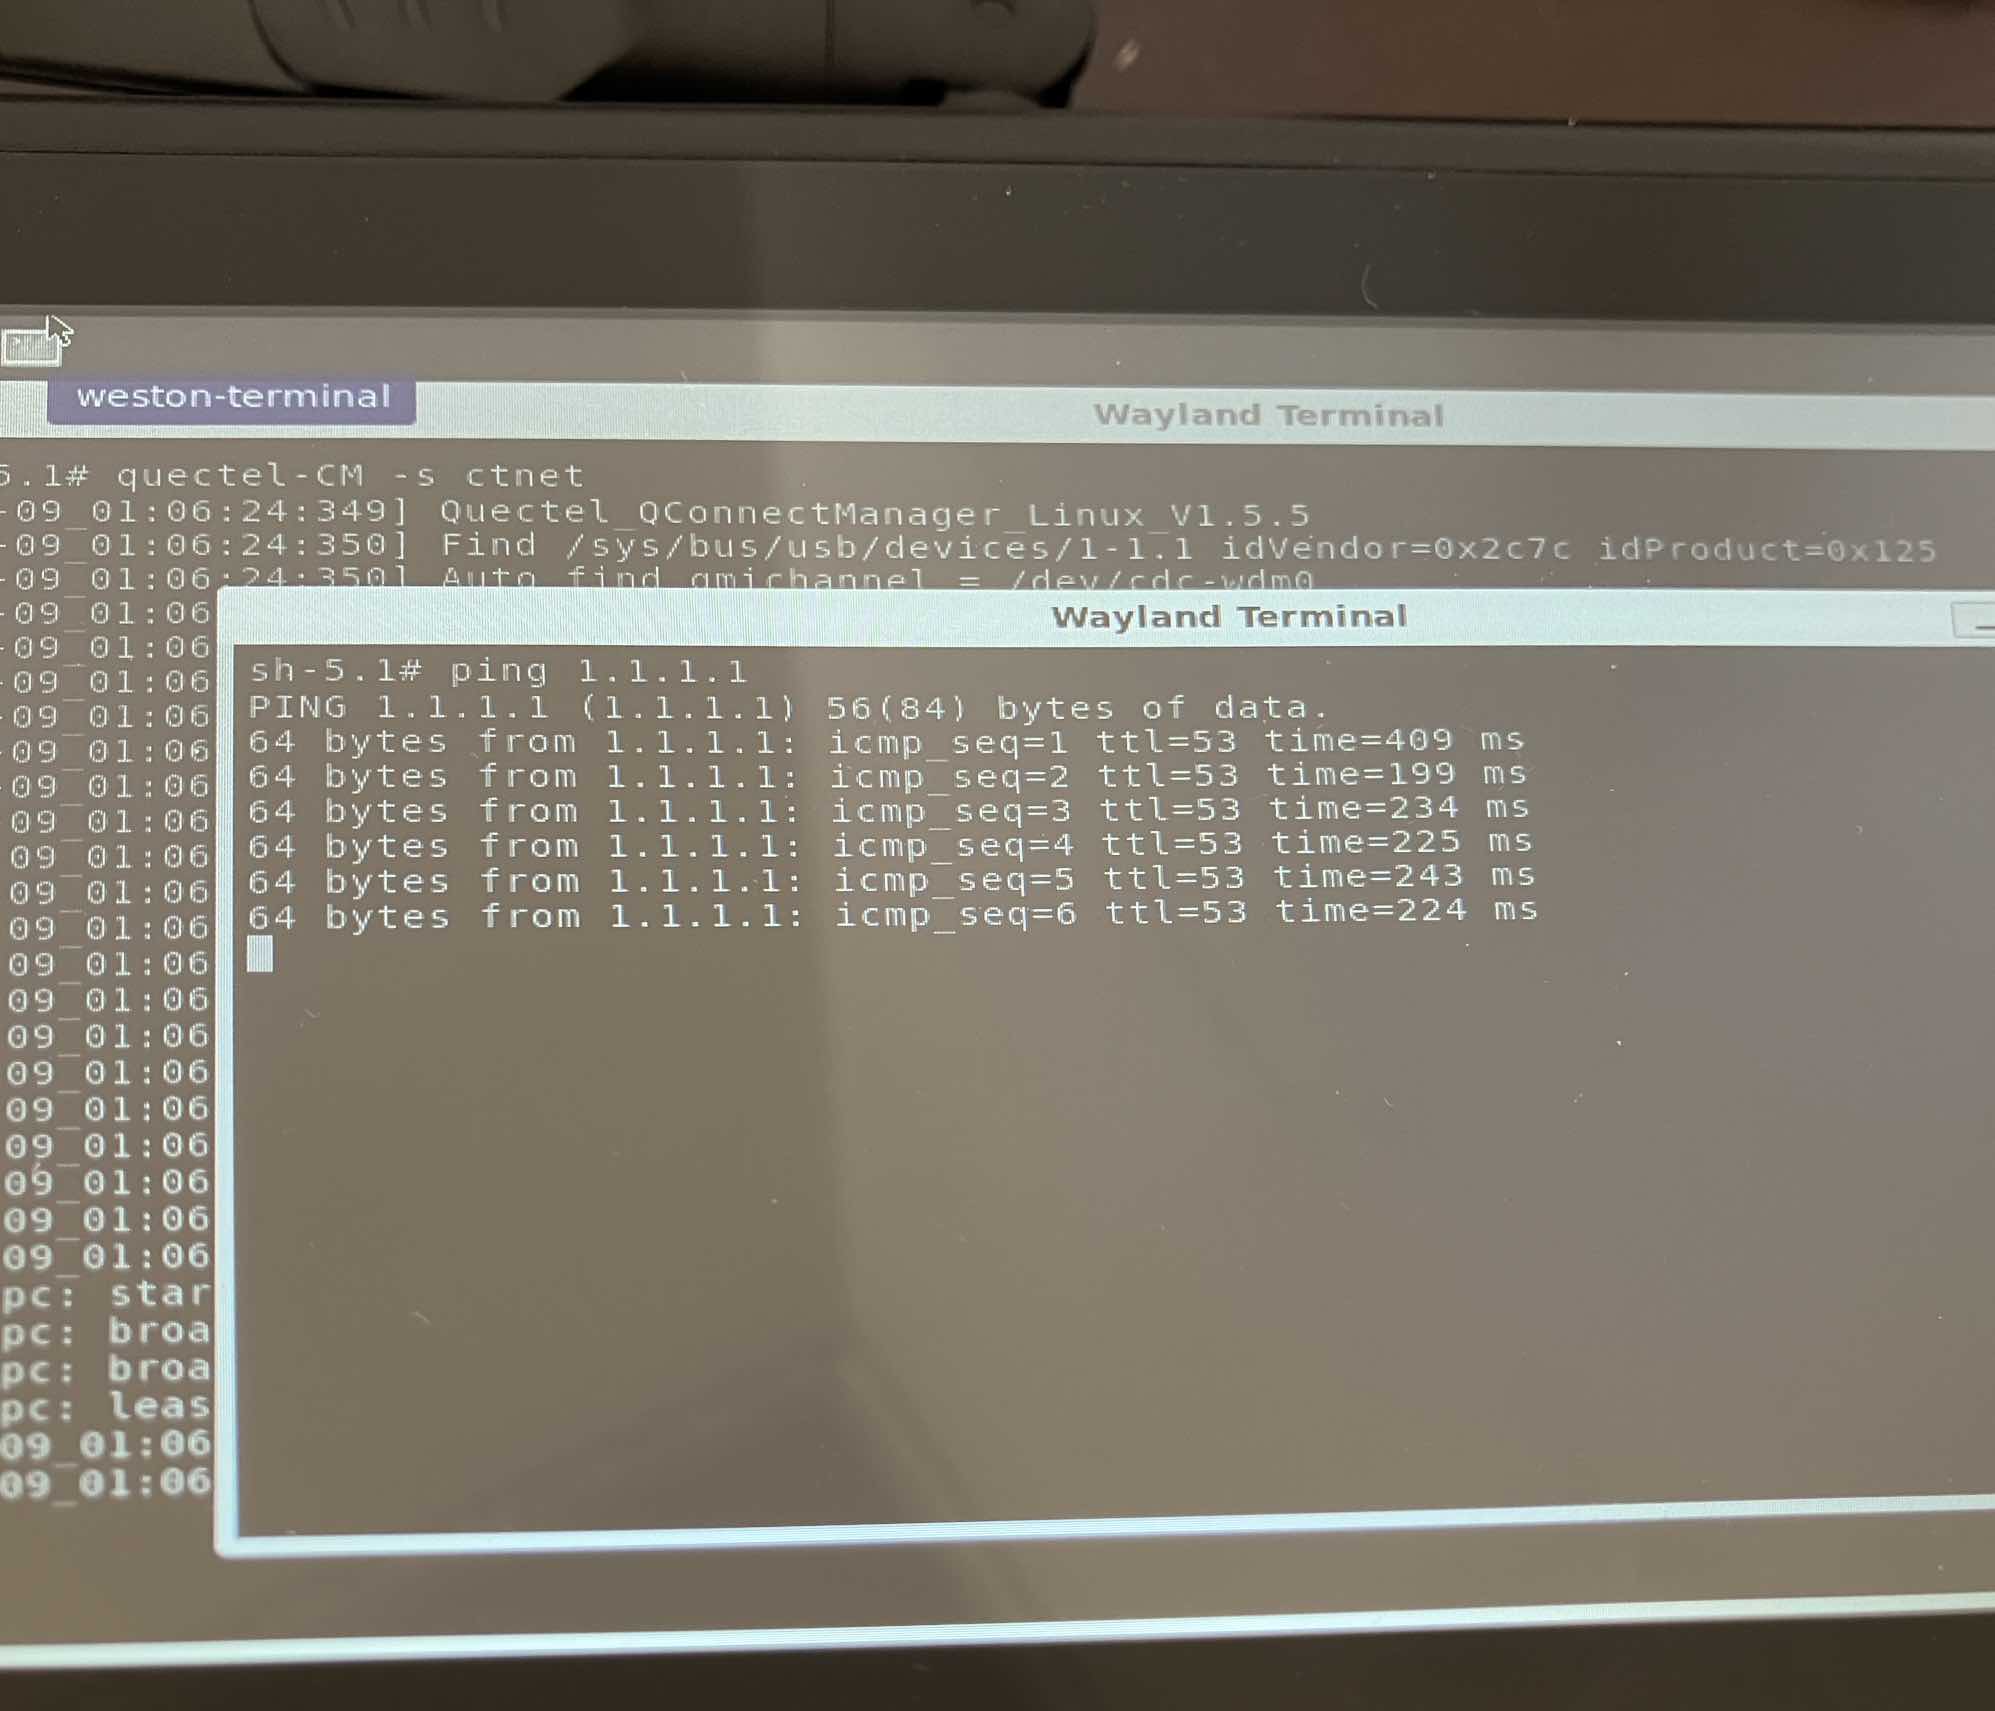 weston-terminal
Wayland Terminal
5.1# quectel-CM -s ctnet
-09_01:06:24:349] Quectel_QConnectManager_Linux_V1.5.5
-09_01:06:24:350] Find /sys/bus/usb/devices/1-1.1 idVendor=0x2c7c idProduct=0x125
-09_01:06:24:350] Auto find qmichannel = /dev/cdc-wdm0
-09_01:06
-09_01:06
-09_01:06
-09_01:06
-09_01:06
-09_01:06
09_01:06
09_01:06
09_01:06
09_01:06
09_01:06
09_01:06
09_01:06
09_01:06
09_01:06
09_01:06
09_01:06
09_01:06
09_01:06
pc: star
pc: broa
pc: broa
pc: leas
09_01:06
09_01:06
Wayland Terminal
sh-5.1# ping 1.1.1.1
PING 1.1.1.1 (1.1.1.1) 56(84) bytes of data.
64 bytes from 1.1.1.1: icmp_seq=1 ttl=53 time=409 ms
64 bytes from 1.1.1.1: icmp_seq=2 ttl=53 time=199 ms
64 bytes from 1.1.1.1: icmp_seq=3 ttl=53 time=234 ms
64 bytes from 1.1.1.1: icmp_seq=4 ttl=53 time=225 ms
64 bytes from 1.1.1.1: icmp_seq=5 ttl=53 time=243 ms
64 bytes from 1.1.1.1: icmp_seq=6 ttl=53 time=224 ms